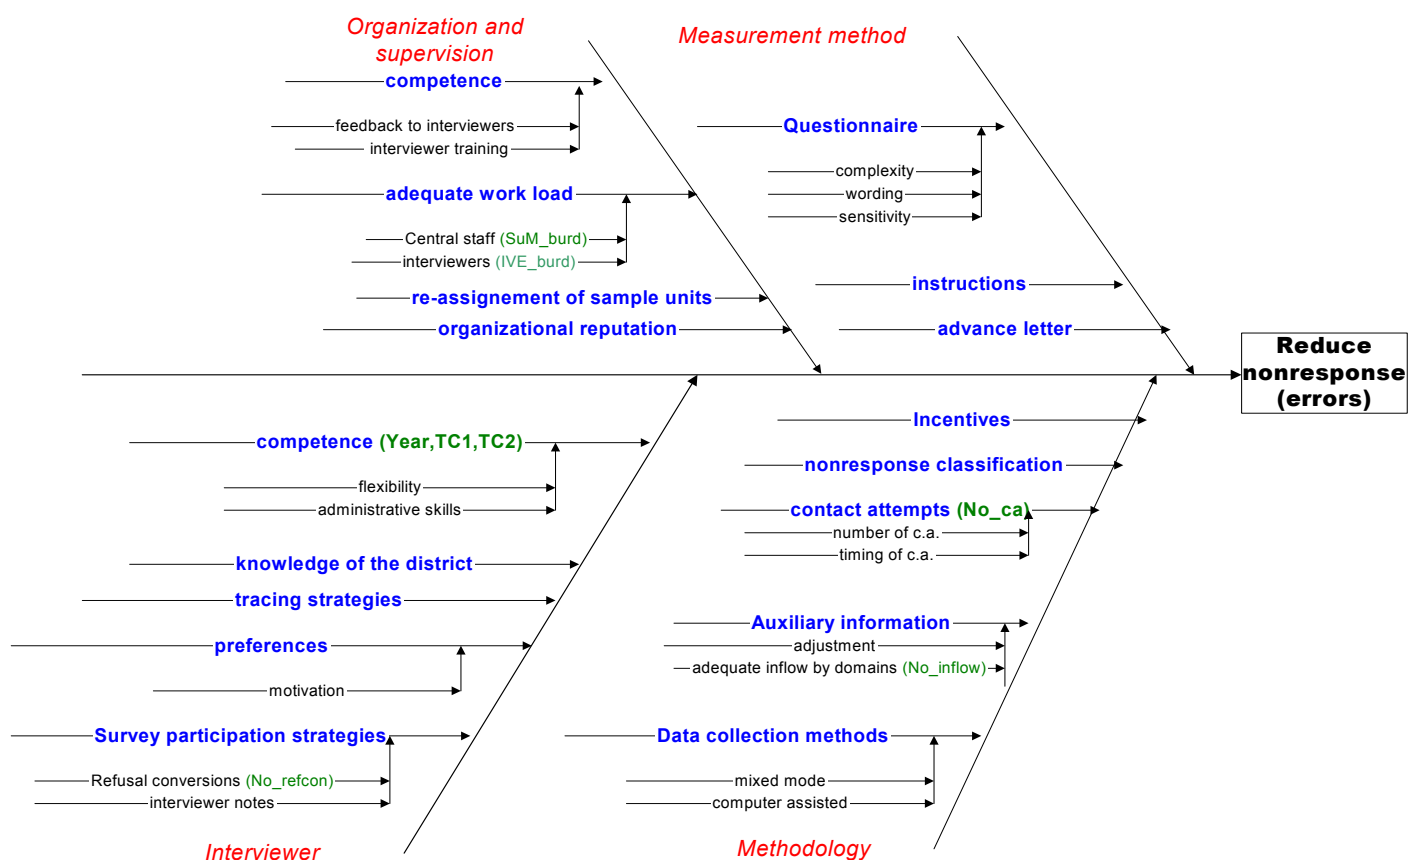 Organization and
supervision
competence
feedback to interviewers
interviewer training
adequate work load
Central staff (SuM_burd)
interviewers (IVE_burd)
re-assignement of sample units
organizational reputation
Measurement method
Questionnaire
complexity
wording
sensitivity
instructions
advance letter
Reduce
nonresponse
(errors)
competence (Year,TC1,TC2)
flexibility
administrative skills
knowledge of the district
tracing strategies
preferences
motivation
Survey participation strategies
Refusal conversions (No_refcon)
interviewer notes
Interviewer
Incentives
nonresponse classification
contact attempts (No_ca)
number of c.a.
timing of c.a.
Auxiliary information
adjustment
adequate inflow by domains (No_inflow)
Data collection methods
mixed mode
computer assisted
Methodology